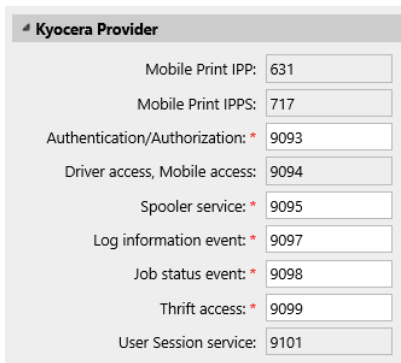 Kyocera Provider
Mobile Print IPP: 631
Mobile Print IPPS: 717
Authentication/Authorization: * 9093
Driver access, Mobile access: 9094
Spooler service: * 9095
Log information event: * 9097
Job status event: * 9098
Thrift access: * 9099
User Session service: 9101